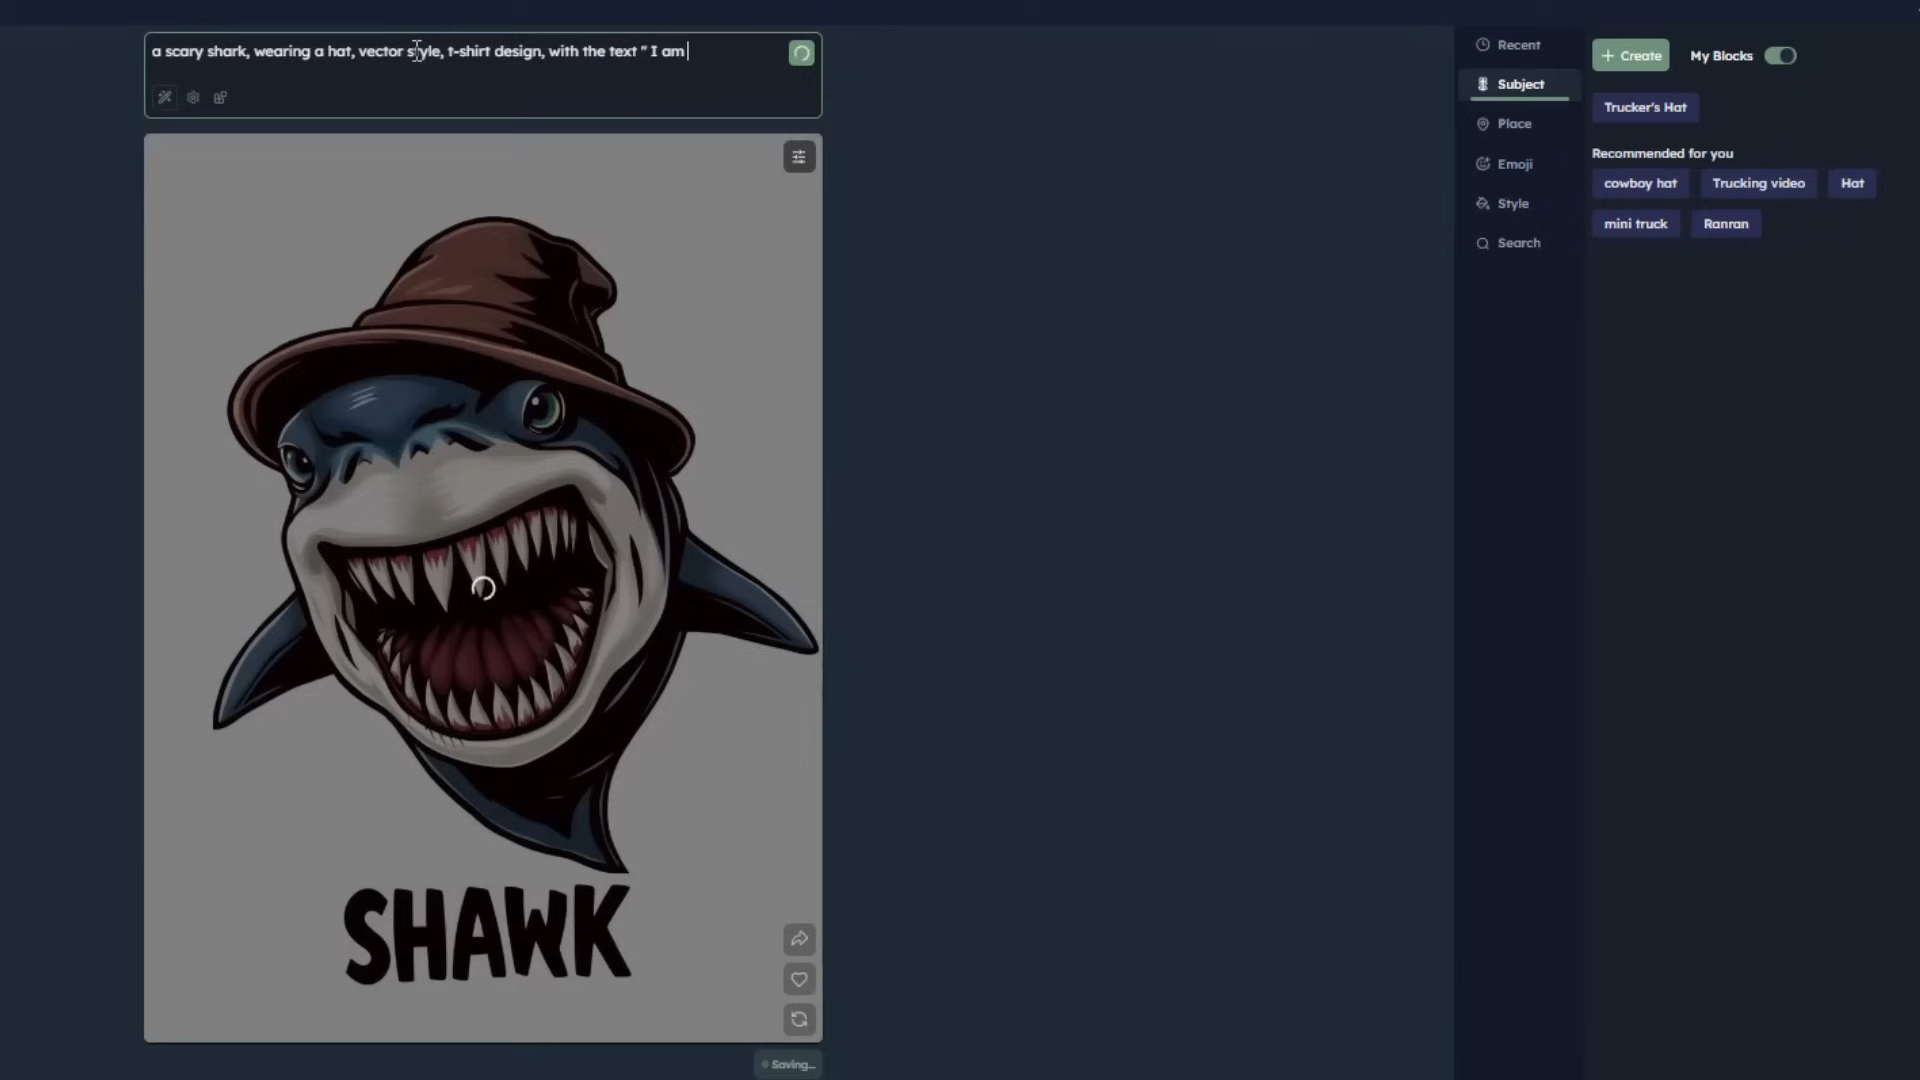 a scary shark, wearing a hat, vector style, t-shirt design, with the text " I am
SHAWK
Saving...
Recent
Subject
Place
Emoji
Style
Search
+ Create
My Blocks
Trucker's Hat
Recommended for you
cowboy hat
Trucking video
Hat
mini truck
Ranran